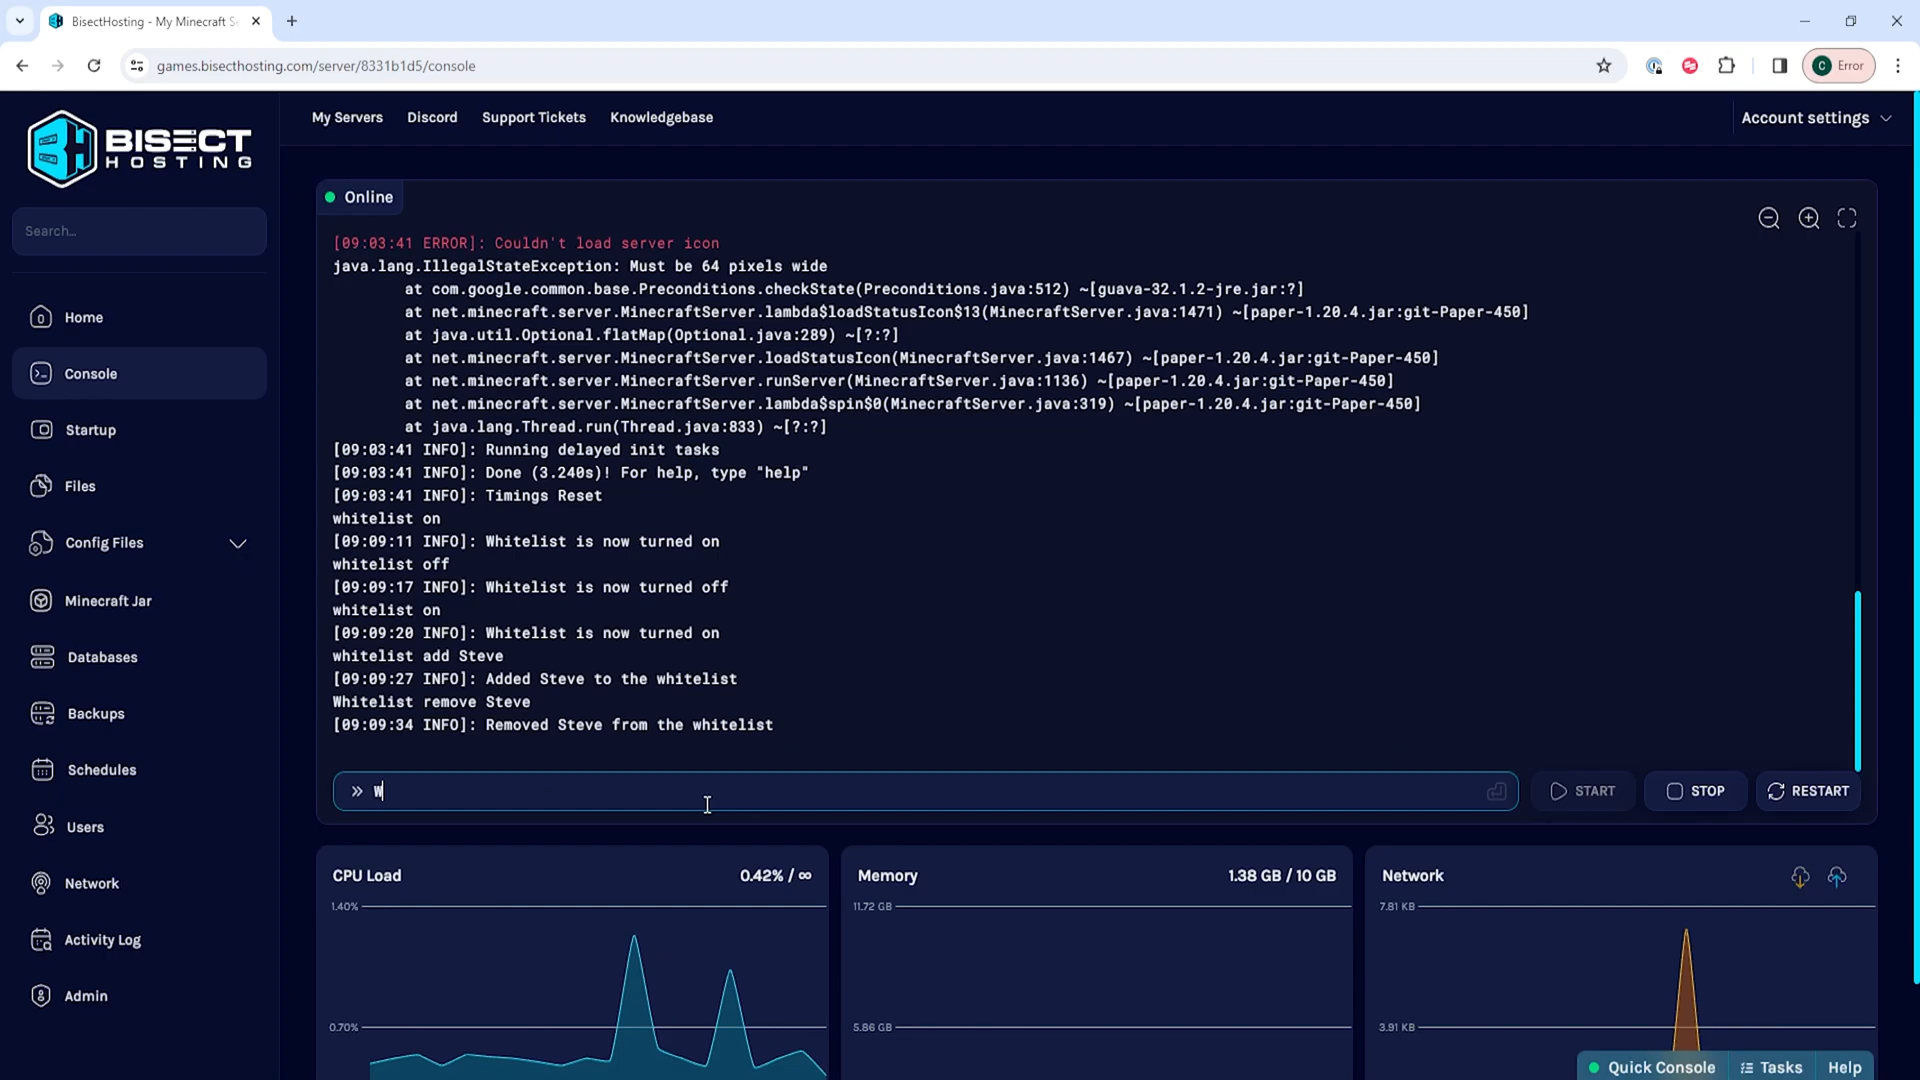 BisectHosting - My Minecraft S
games.bisecthosting.com/server/8331b1d5/console
C Error
BISECT
HOSTING
My Servers Discord Support Tickets Knowledgebase
Account settings
Search...
Home
Console
Startup
Files
Config Files
Minecraft Jar
Databases
Backups
Schedules
Users
Network
Activity Log
Admin
Online
[09:03:41 ERROR]: Couldn't load server icon
java.lang.IllegalStateException: Must be 64 pixels wide
at com.google.common.base.Preconditions.checkState(Preconditions.java:512) ~[guava-32.1.2-jre.jar:?]
at net.minecraft.server.MinecraftServer.lambda$loadStatusIcon$13(MinecraftServer.java:1471) ~[paper-1.20.4.jar:git-Paper-450]
at java.util.Optional.flatMap(Optional.java:289) ~[?:?]
at net.minecraft.server.MinecraftServer.loadStatusIcon(MinecraftServer.java:1467) ~[paper-1.20.4.jar:git-Paper-450]
at net.minecraft.server.MinecraftServer.runServer(MinecraftServer.java:1136) ~[paper-1.20.4.jar:git-Paper-450]
at net.minecraft.server.MinecraftServer.lambda$spin$0(MinecraftServer.java:319) ~[paper-1.20.4.jar:git-Paper-450]
at java.lang.Thread.run(Thread.java:833) ~[?:?]
[09:03:41 INFO]: Running delayed init tasks
[09:03:41 INFO]: Done (3.240s)! For help, type "help"
[09:03:41 INFO]: Timings Reset
whitelist on
[09:09:11 INFO]: Whitelist is now turned on
whitelist off
[09:09:17 INFO]: Whitelist is now turned off
whitelist on
[09:09:20 INFO]: Whitelist is now turned on
whitelist add Steve
[09:09:27 INFO]: Added Steve to the whitelist
Whitelist remove Steve
[09:09:34 INFO]: Removed Steve from the whitelist
» W
START STOP RESTART
CPU Load 0.42% / ∞
1.40%
0.70%
Memory 1.38 GB / 10 GB
11.72 GB
5.86 GB
Network
7.81 KB
3.91 KB
Quick Console Tasks Help